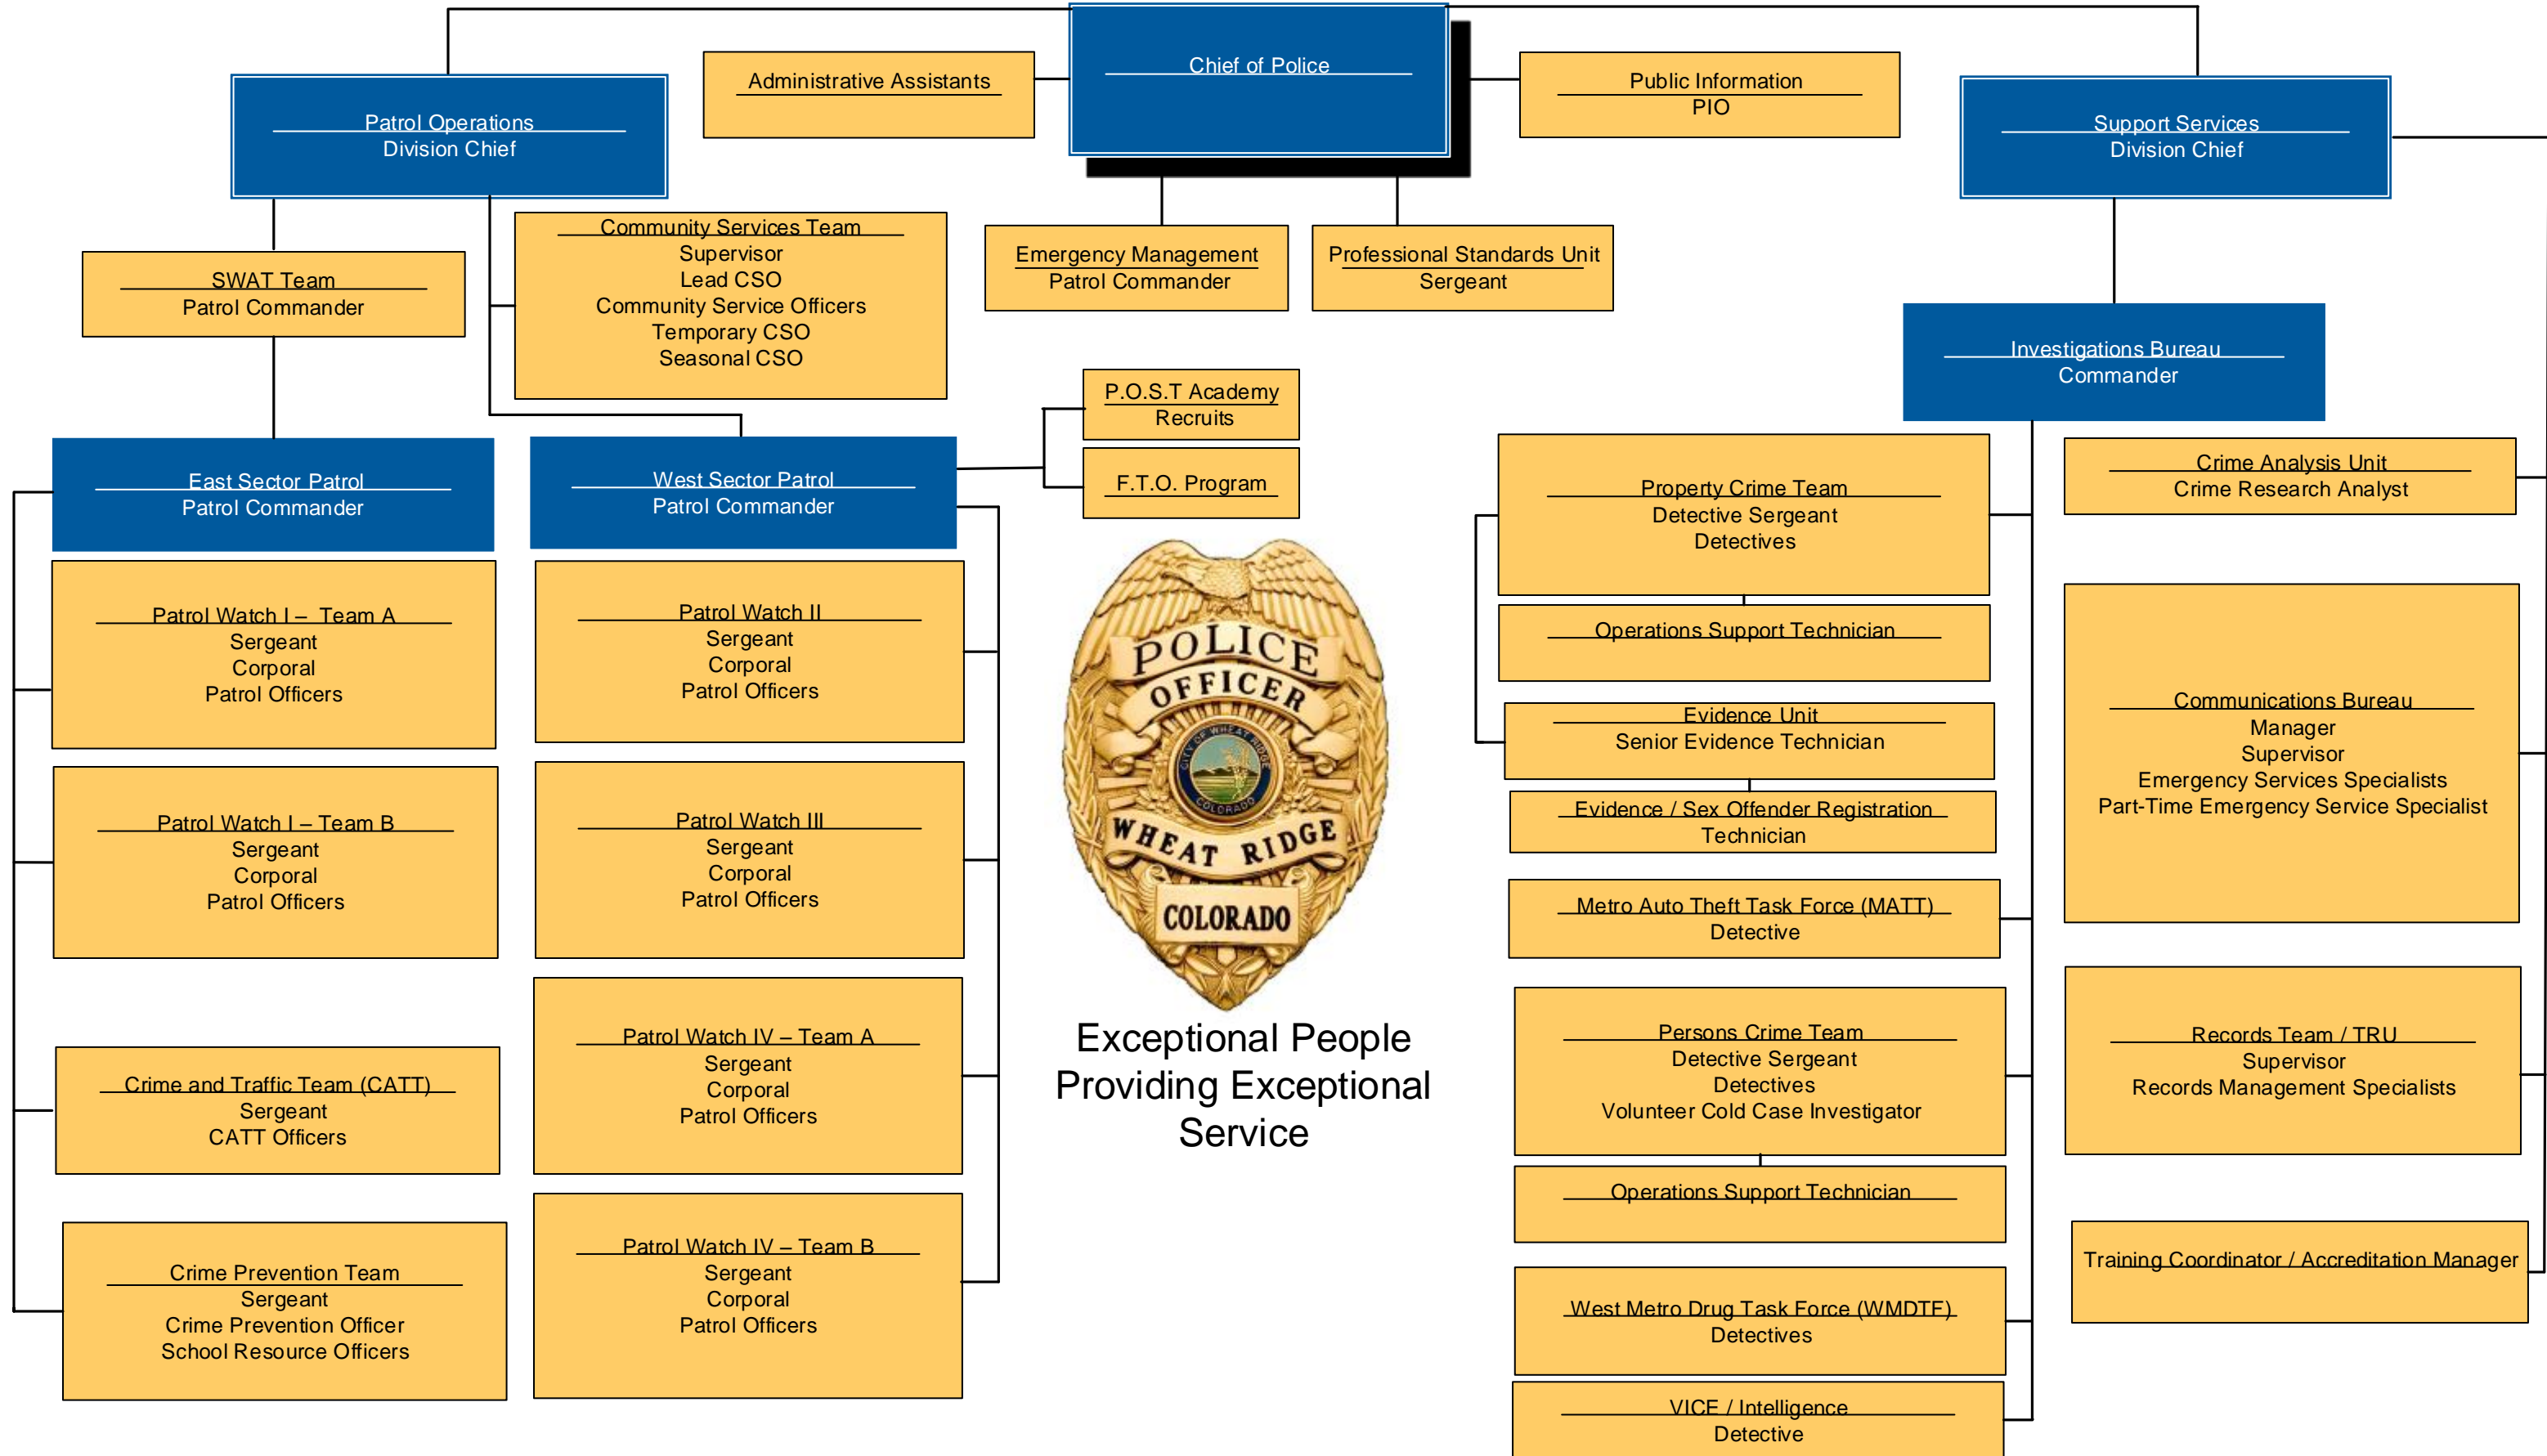 Chief of Police
Administrative Assistants
Public Information
PIO
Patrol Operations
Division Chief
Support Services
Division Chief
Community Services Team
Supervisor
Lead CSO
Community Service Officers
Temporary CSO
Seasonal CSO
Emergency Management
Patrol Commander
Professional Standards Unit
Sergeant
SWAT Team
Patrol Commander
Investigations Bureau
Commander
P.O.S.T Academy
Recruits
F.T.O. Program
East Sector Patrol
Patrol Commander
West Sector Patrol
Patrol Commander
Patrol Watch I – Team A
Sergeant
Corporal
Patrol Officers
Patrol Watch I – Team B
Sergeant
Corporal
Patrol Officers
Crime and Traffic Team (CATT)
Sergeant
CATT Officers
Crime Prevention Team
Sergeant
Crime Prevention Officer
School Resource Officers
Patrol Watch II
Sergeant
Corporal
Patrol Officers
Patrol Watch III
Sergeant
Corporal
Patrol Officers
Patrol Watch IV – Team A
Sergeant
Corporal
Patrol Officers
Patrol Watch IV – Team B
Sergeant
Corporal
Patrol Officers
POLICE
OFFICER
CITY OF WHEAT RIDGE
COLORADO
WHEAT RIDGE
COLORADO
Exceptional People
Providing Exceptional
Service
Property Crime Team
Detective Sergeant
Detectives
Operations Support Technician
Evidence Unit
Senior Evidence Technician
Evidence / Sex Offender Registration
Technician
Metro Auto Theft Task Force (MATT)
Detective
Persons Crime Team
Detective Sergeant
Detectives
Volunteer Cold Case Investigator
Operations Support Technician
West Metro Drug Task Force (WMDTF)
Detectives
VICE / Intelligence
Detective
Crime Analysis Unit
Crime Research Analyst
Communications Bureau
Manager
Supervisor
Emergency Services Specialists
Part-Time Emergency Service Specialist
Records Team / TRU
Supervisor
Records Management Specialists
Training Coordinator / Accreditation Manager